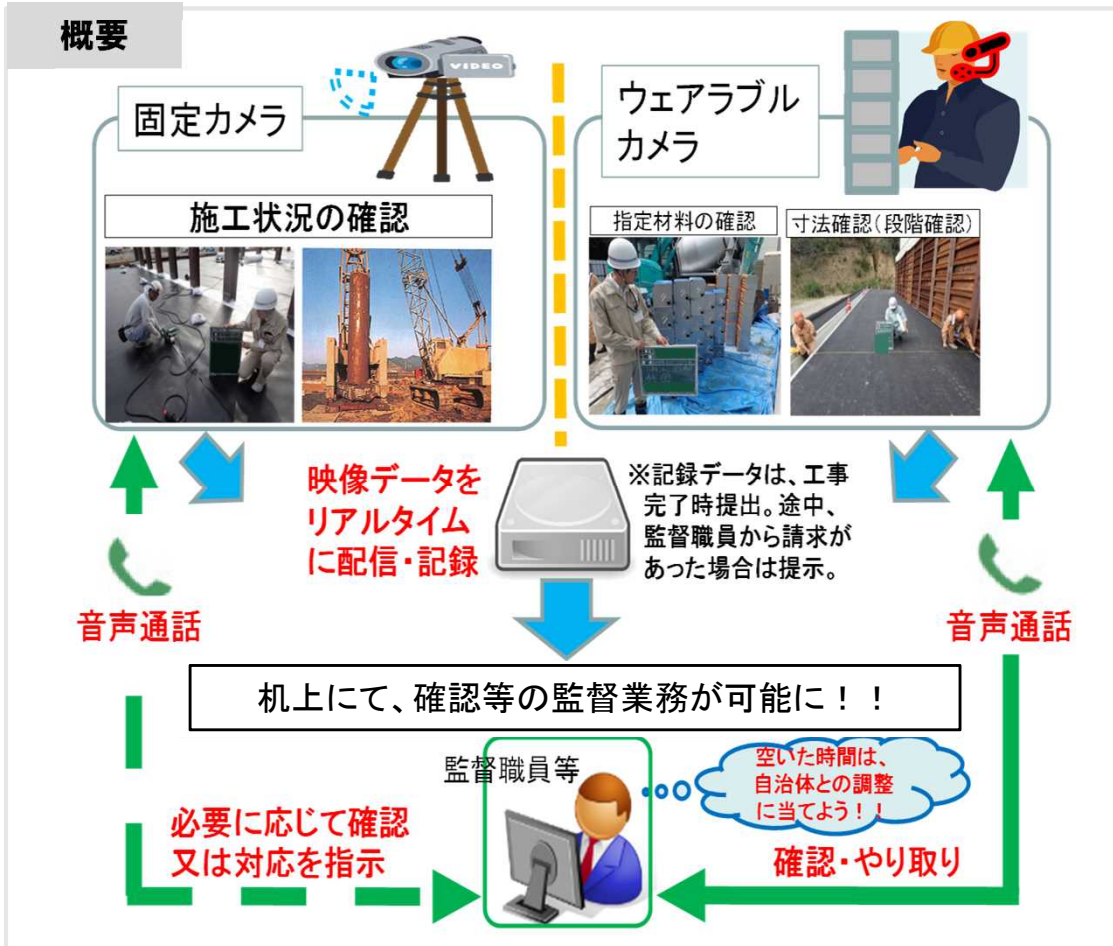 概要
VIDEO
固定カメラ
ウェアラブル
カメラ
施工状況の確認
指定材料の確認
寸法確認(段階確認)
映像データを
リアルタイム
に配信・記録
※記録データは、工事
完了時提出。途中、
監督職員から請求が
あった場合は提示。
音声通話
音声通話
机上にて、確認等の監督業務が可能に！！
監督職員等
空いた時間は、
自治体との調整
に当てよう！！
必要に応じて確認
又は対応を指示
確認・やり取り